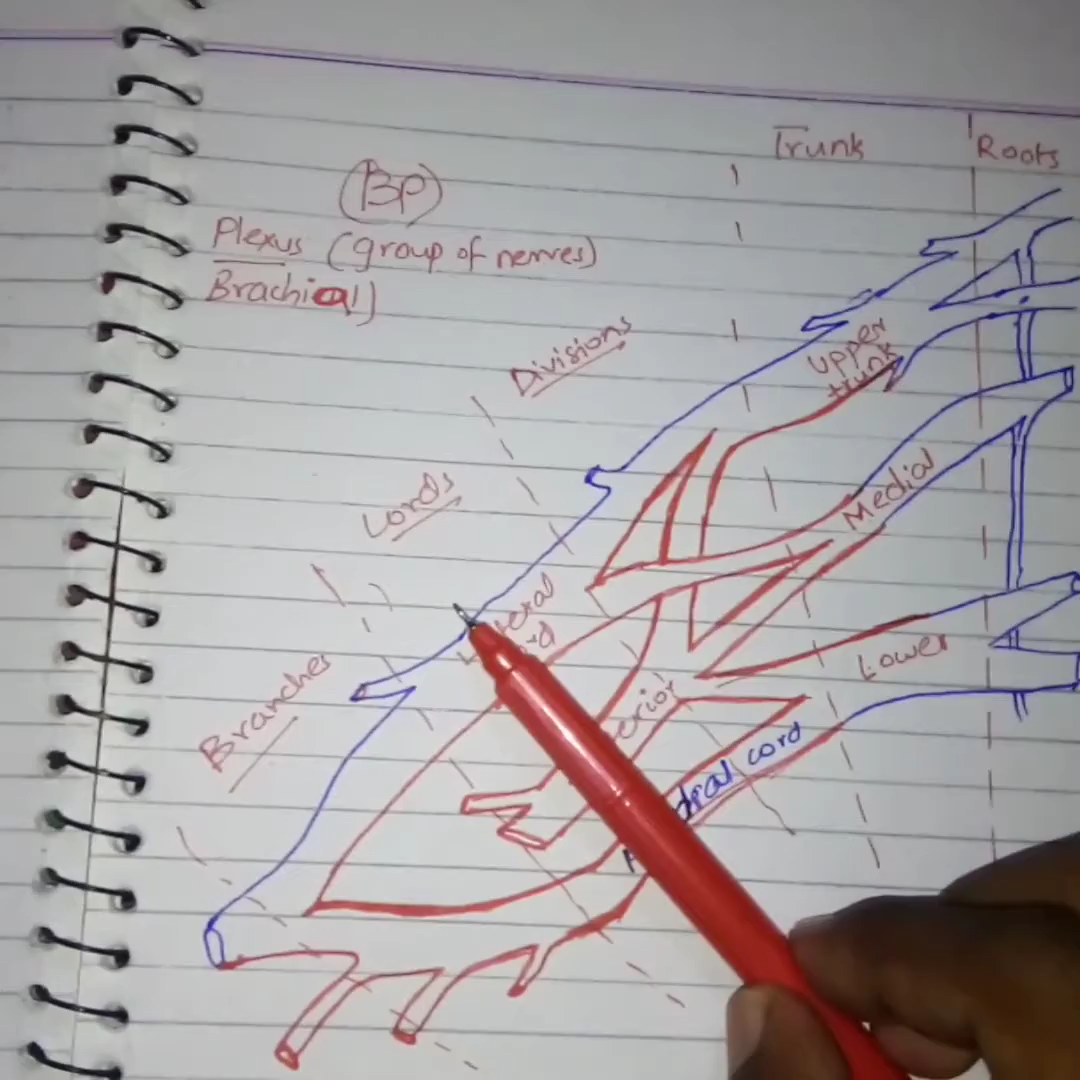 Trunk
Roots
BP
Plexus (group of nerves)
Brachial)
Divisions
Upper
trunk
Cords
Medial
Lower
Branches
cord